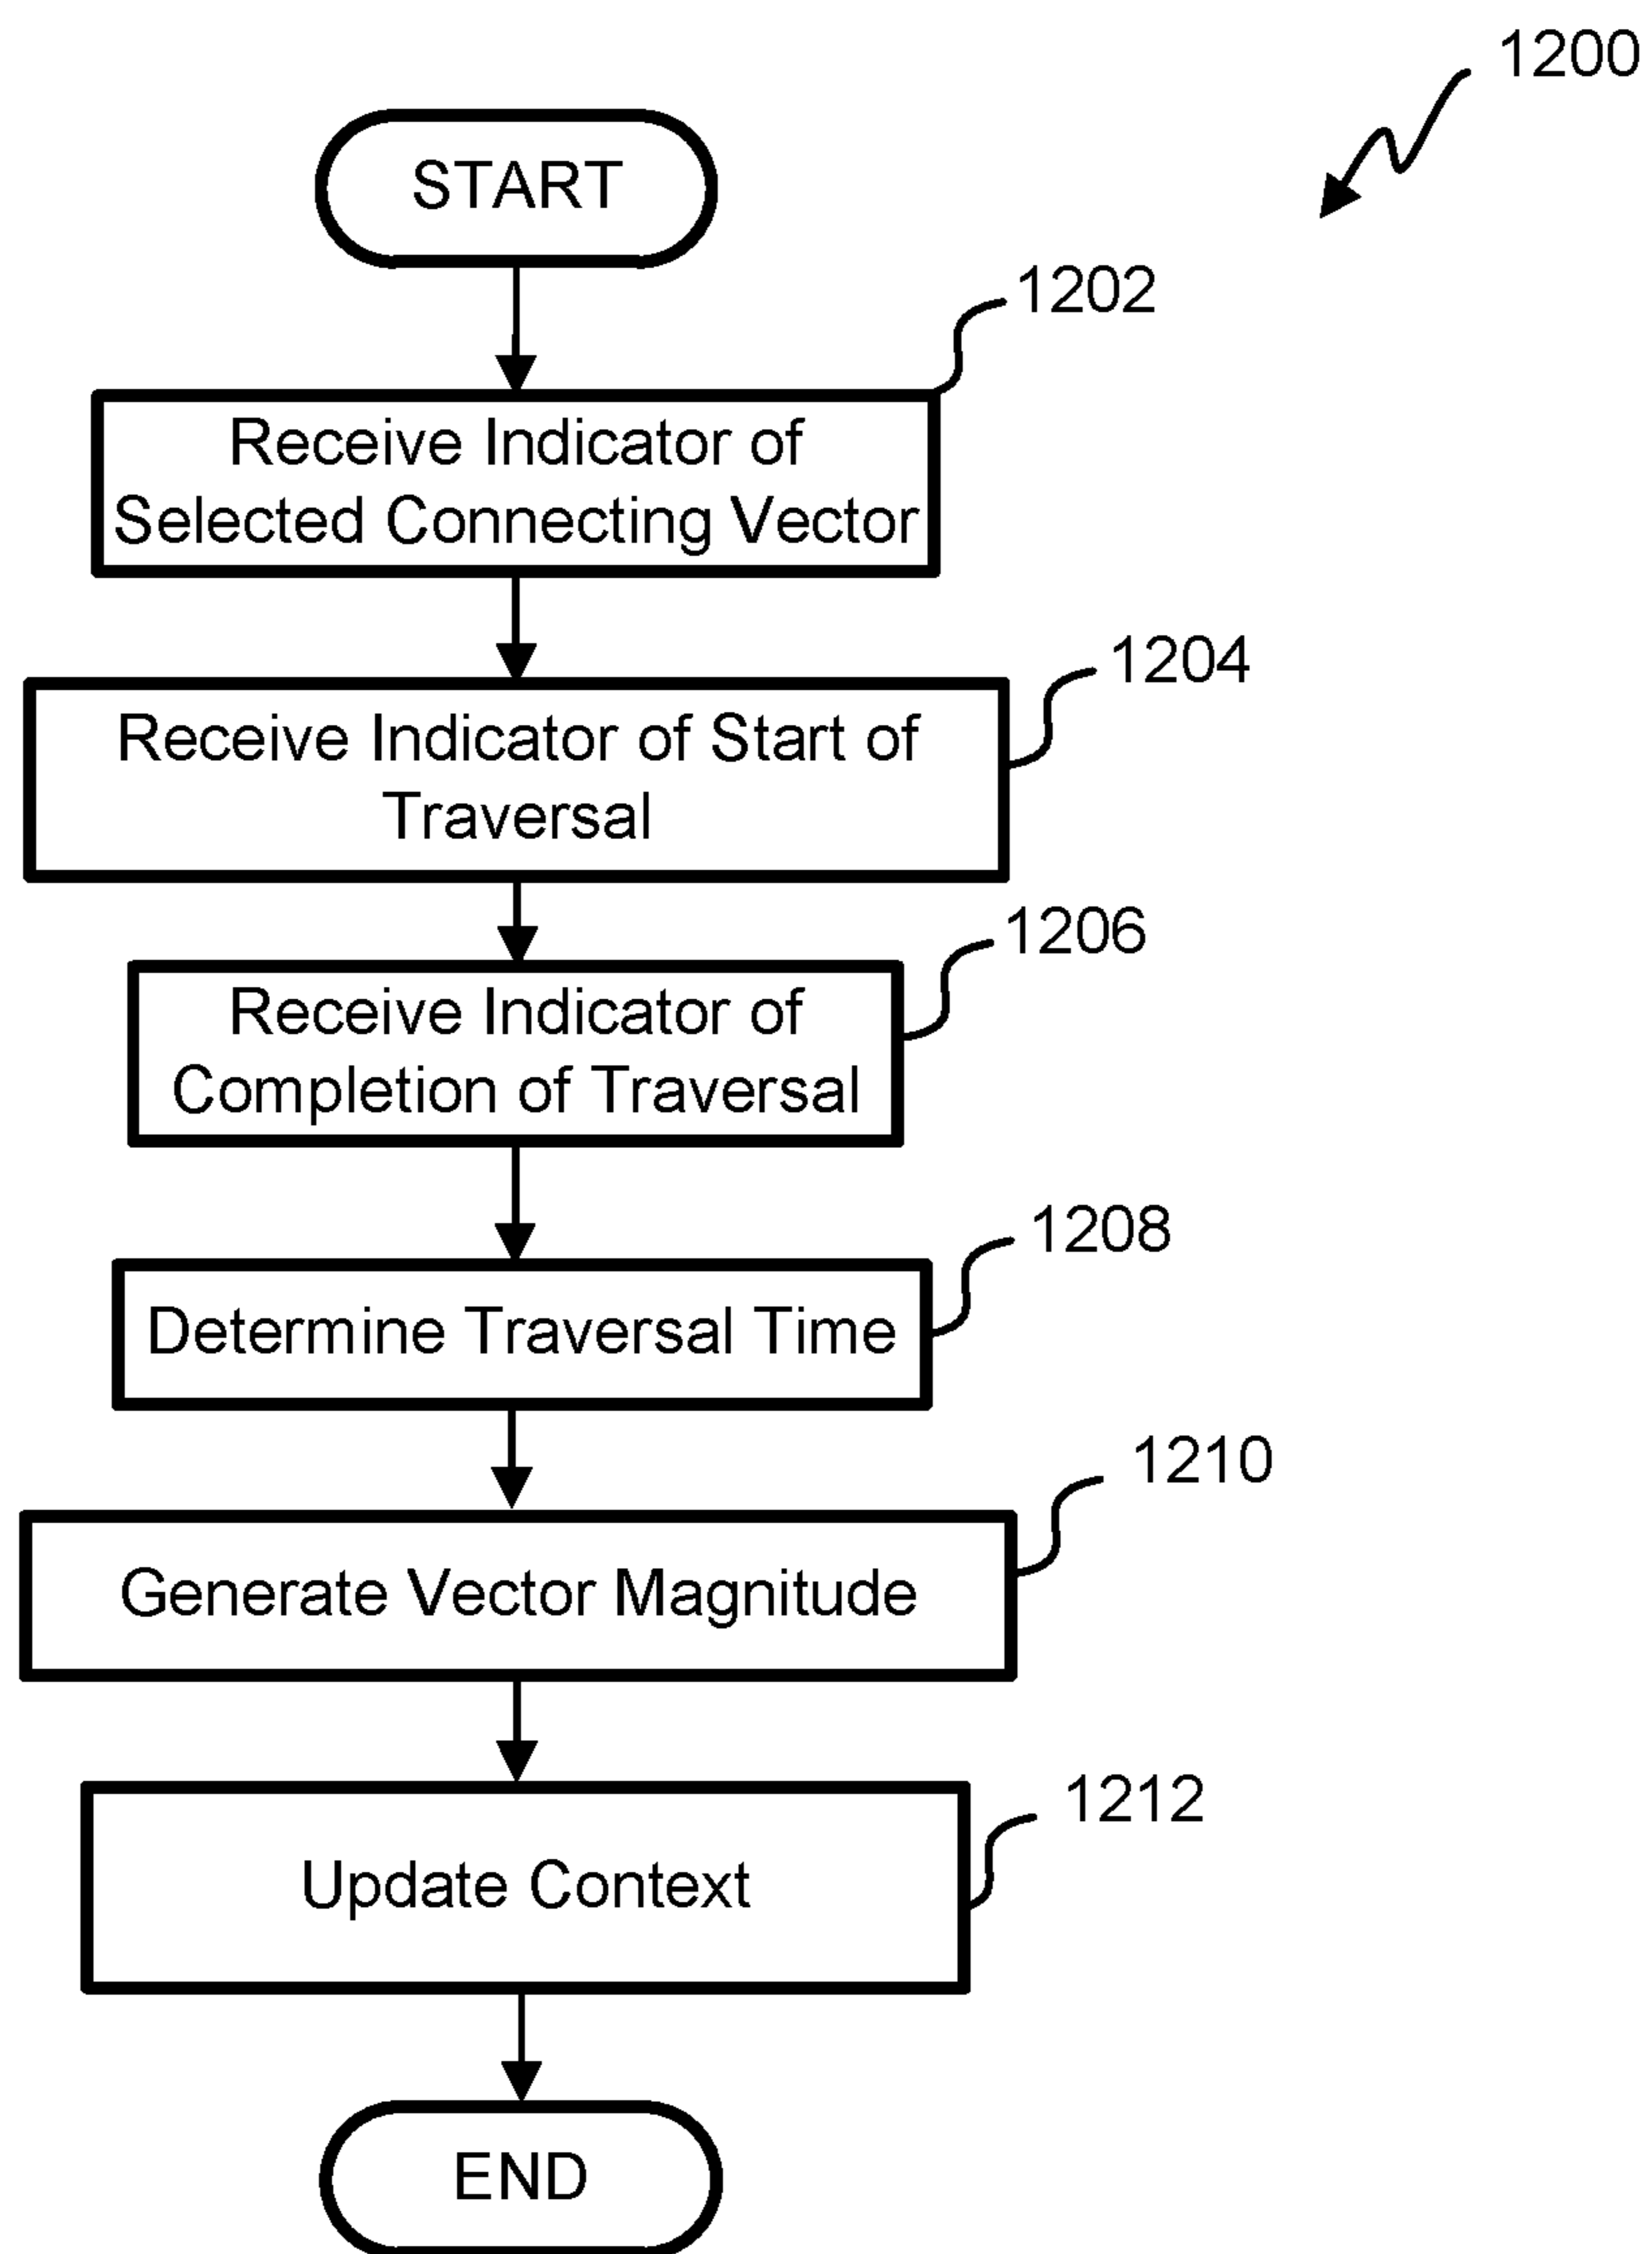 1200
START
1202
Receive Indicator of
Selected Connecting Vector
1204
Receive Indicator of Start of
Traversal
1206
Receive Indicator of
Completion of Traversal
1208
Determine Traversal Time
1210
Generate Vector Magnitude
1212
Update Context
END